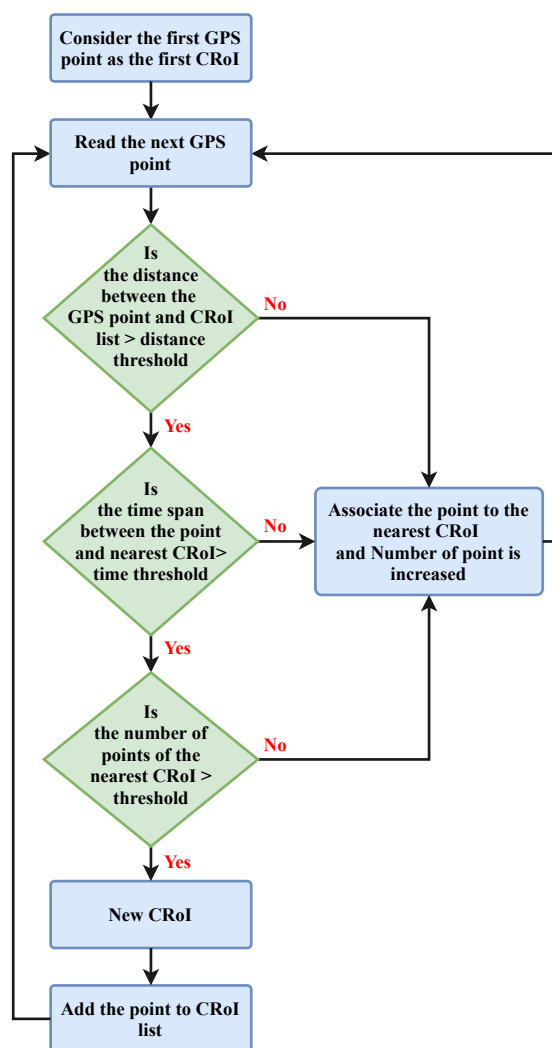 Consider the first GPS
point as the first CRoI
Read the next GPS
point
Is
the distance
between the
GPS point and CRoI
list > distance
threshold
No
Yes
Is
the time span
between the point
and nearest CRoI>
time threshold
No
Associate the point to the
nearest CRoI
and Number of point is
increased
Yes
Is
the number of
points of the
nearest CRoI >
threshold
No
Yes
New CRoI
Add the point to CRoI
list